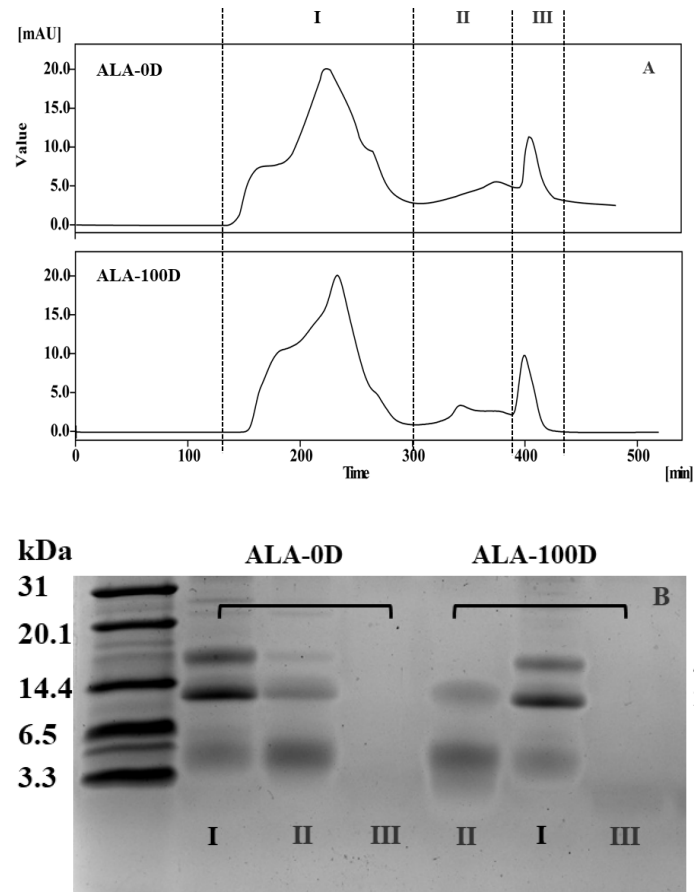 I II III
[mAU]
ALA-0D A
20.0
15.0
10.0
5.0
0.0
Value
ALA-100D
20.0
15.0
10.0
5.0
0.0
0 100 200 300 400 500
Time [min]
kDa ALA-0D ALA-100D
31 B
20.1
14.4
6.5
3.3
I II III II I III